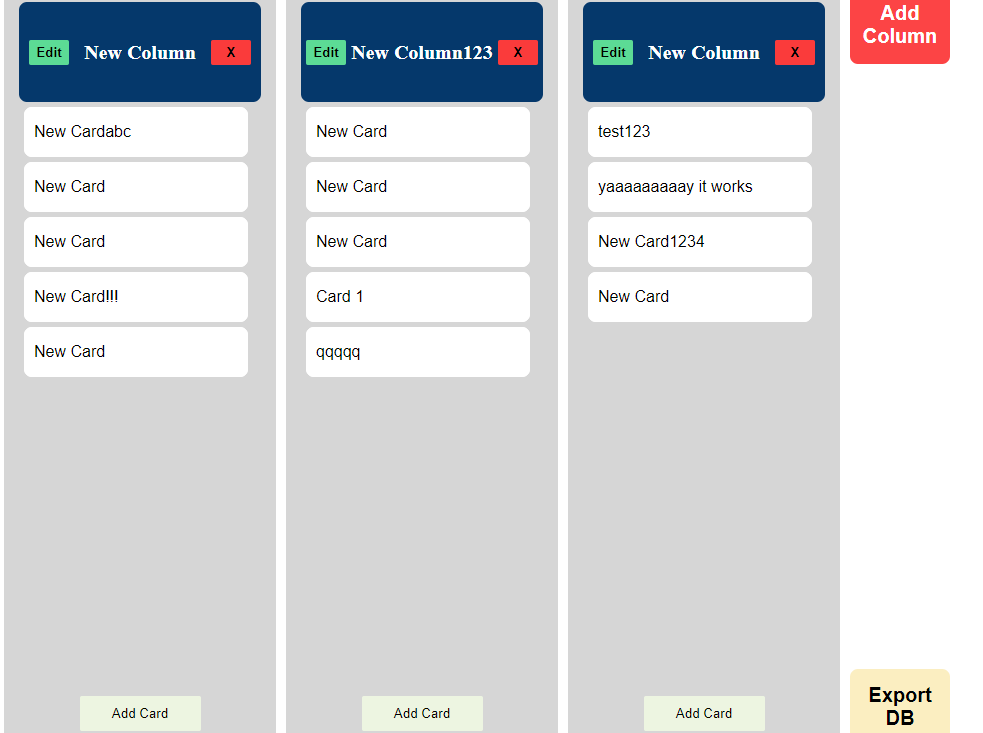 Edit New Column X
New Cardabc
New Card
New Card
New Card!!!
New Card
Add Card
Edit New Column123 X
New Card
New Card
New Card
Card 1
qqqqq
Add Card
Edit New Column X
test123
yaaaaaaaaay it works
New Card1234
New Card
Add Card
Add
Column
Export
DB